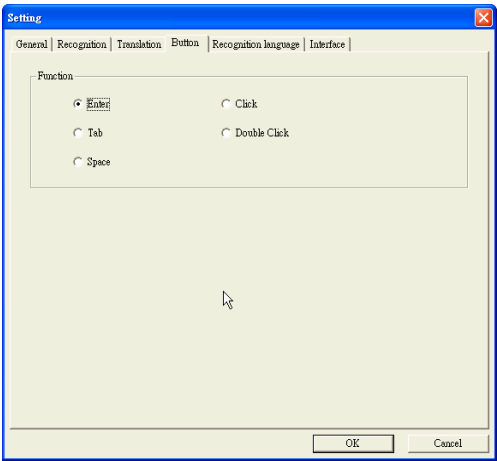 Setting
General Recognition Translation Button Recognition language Interface
Function
Enter Click
Tab Double Click
Space
OK Cancel